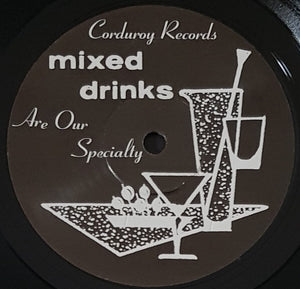 Corduroy Records
mixed
drinks
Are Our
Specialty